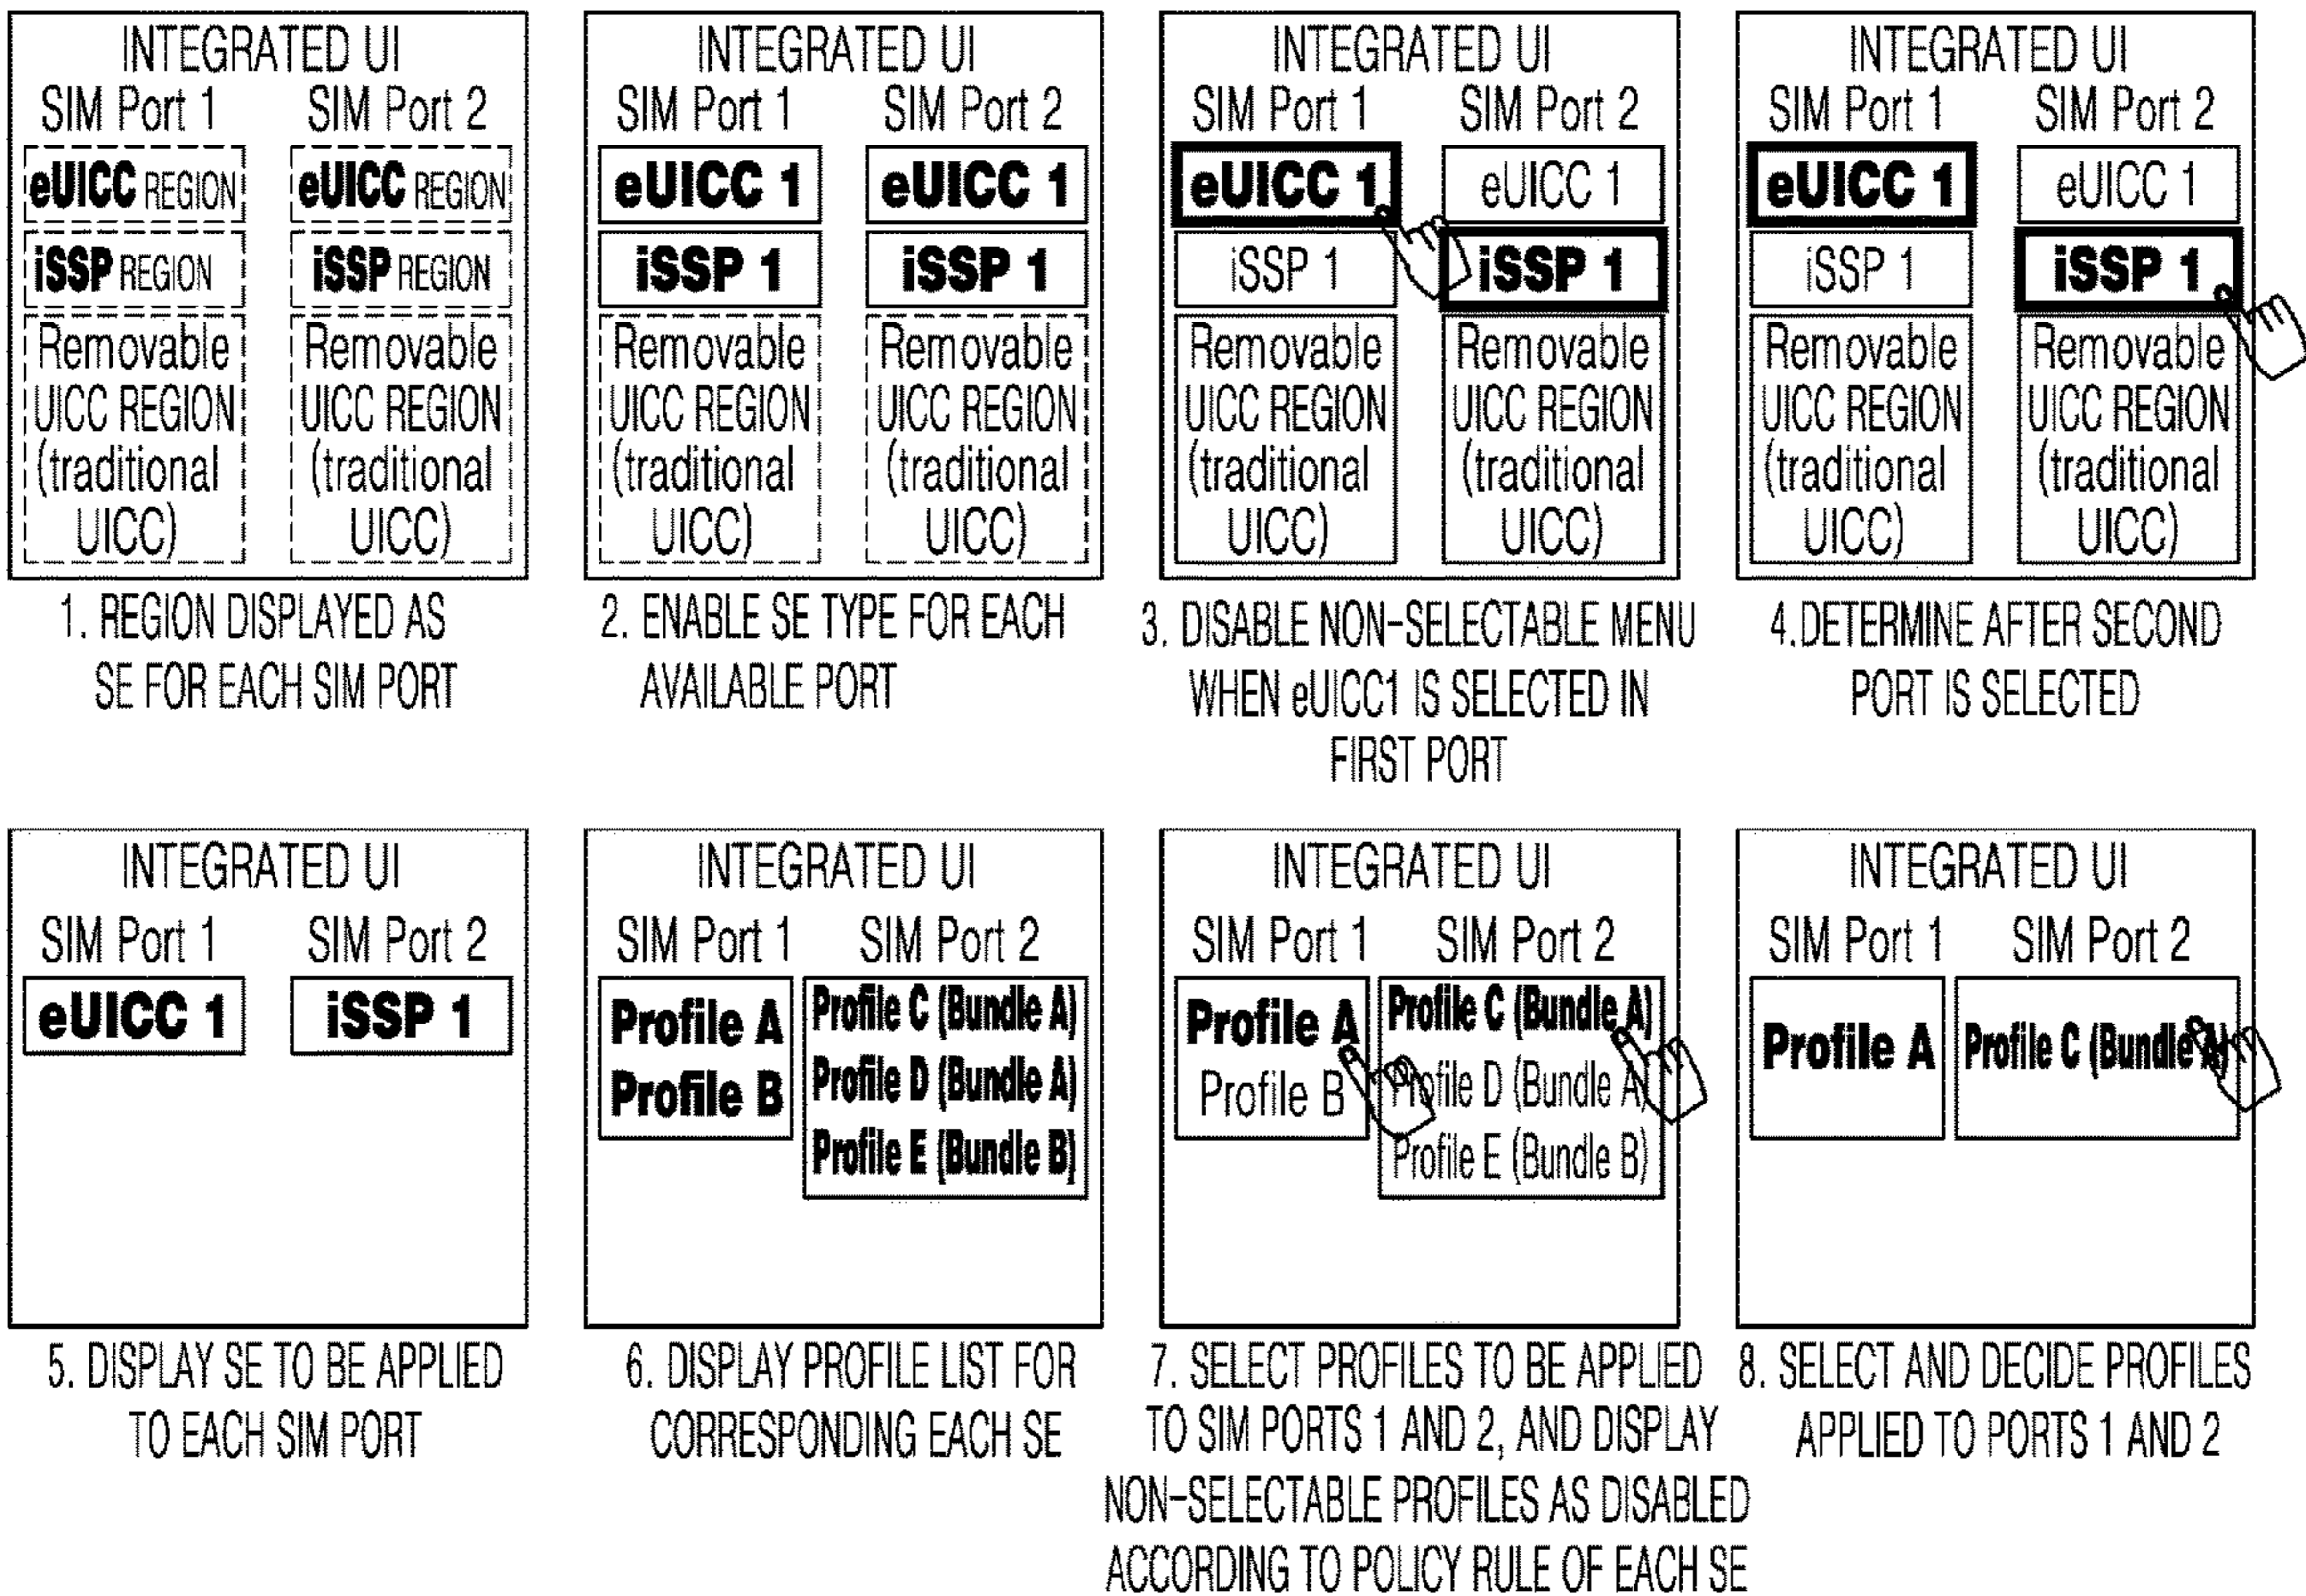 INTEGRATED UI
SIM Port 1 SIM Port 2
eUICC REGION eUICC REGION
iSSP REGION iSSP REGION
Removable Removable
UICC REGION UICC REGION
(traditional (traditional
UICC) UICC)
1. REGION DISPLAYED AS
SE FOR EACH SIM PORT
INTEGRATED UI
SIM Port 1 SIM Port 2
eUICC 1 eUICC 1
iSSP 1 iSSP 1
Removable Removable
UICC REGION UICC REGION
(traditional (traditional
UICC) UICC)
2. ENABLE SE TYPE FOR EACH
AVAILABLE PORT
INTEGRATED UI
SIM Port 1 SIM Port 2
eUICC 1 eUICC 1
iSSP 1 iSSP 1
Removable Removable
UICC REGION UICC REGION
(traditional (traditional
UICC) UICC)
3. DISABLE NON-SELECTABLE MENU
WHEN eUICC1 IS SELECTED IN
FIRST PORT
INTEGRATED UI
SIM Port 1 SIM Port 2
eUICC 1 eUICC 1
iSSP 1 iSSP 1
Removable Removable
UICC REGION UICC REGION
(traditional (traditional
UICC) UICC)
4.DETERMINE AFTER SECOND
PORT IS SELECTED
INTEGRATED UI
SIM Port 1 SIM Port 2
eUICC 1 iSSP 1
5. DISPLAY SE TO BE APPLIED
TO EACH SIM PORT
INTEGRATED UI
SIM Port 1 SIM Port 2
Profile A Profile C (Bundle A)
Profile B Profile D (Bundle A)
Profile E (Bundle B)
6. DISPLAY PROFILE LIST FOR
CORRESPONDING EACH SE
INTEGRATED UI
SIM Port 1 SIM Port 2
Profile A Profile C (Bundle A)
Profile B Profile D (Bundle A)
Profile E (Bundle B)
7. SELECT PROFILES TO BE APPLIED
TO SIM PORTS 1 AND 2, AND DISPLAY
NON-SELECTABLE PROFILES AS DISABLED
ACCORDING TO POLICY RULE OF EACH SE
INTEGRATED UI
SIM Port 1 SIM Port 2
Profile A Profile C (Bundle A)
8. SELECT AND DECIDE PROFILES
APPLIED TO PORTS 1 AND 2